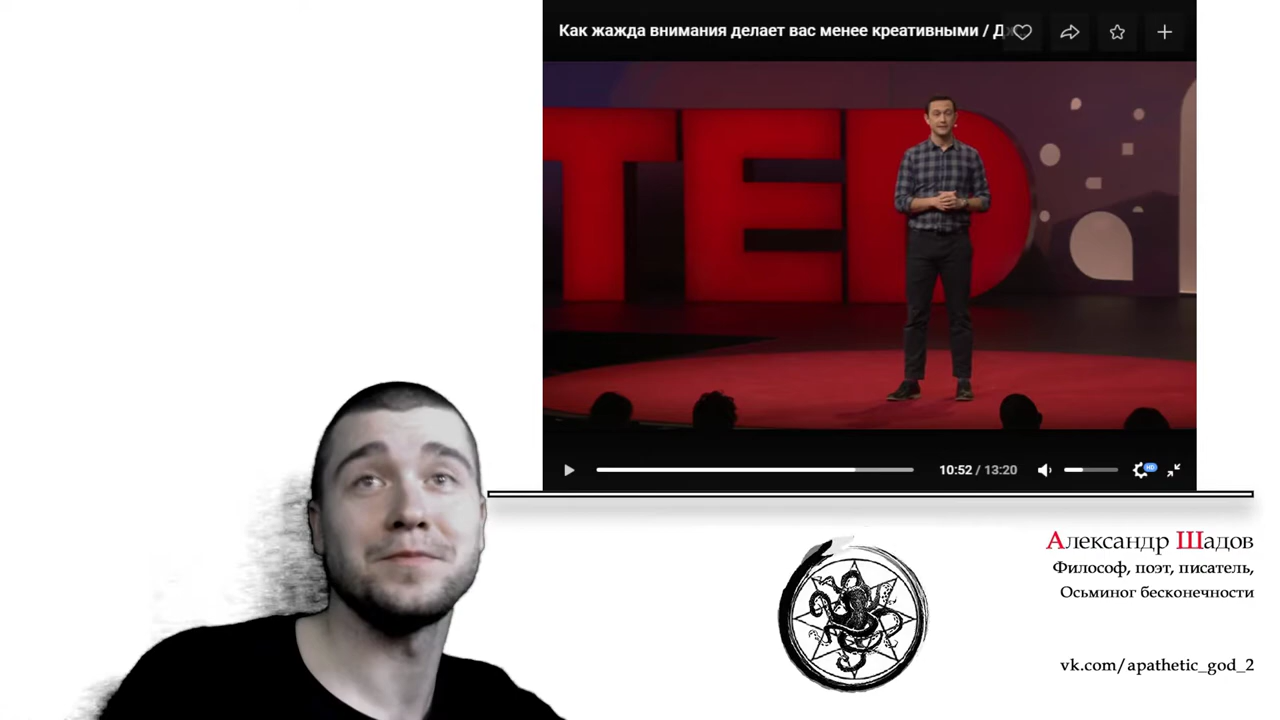 Как жажда внимания делает вас менее креативными /
TED
10:52 / 13:20
HD
Александр Шадов
Философ, поэт, писатель,
Осьминог бесконечности
vk.com/apathetic_god_2